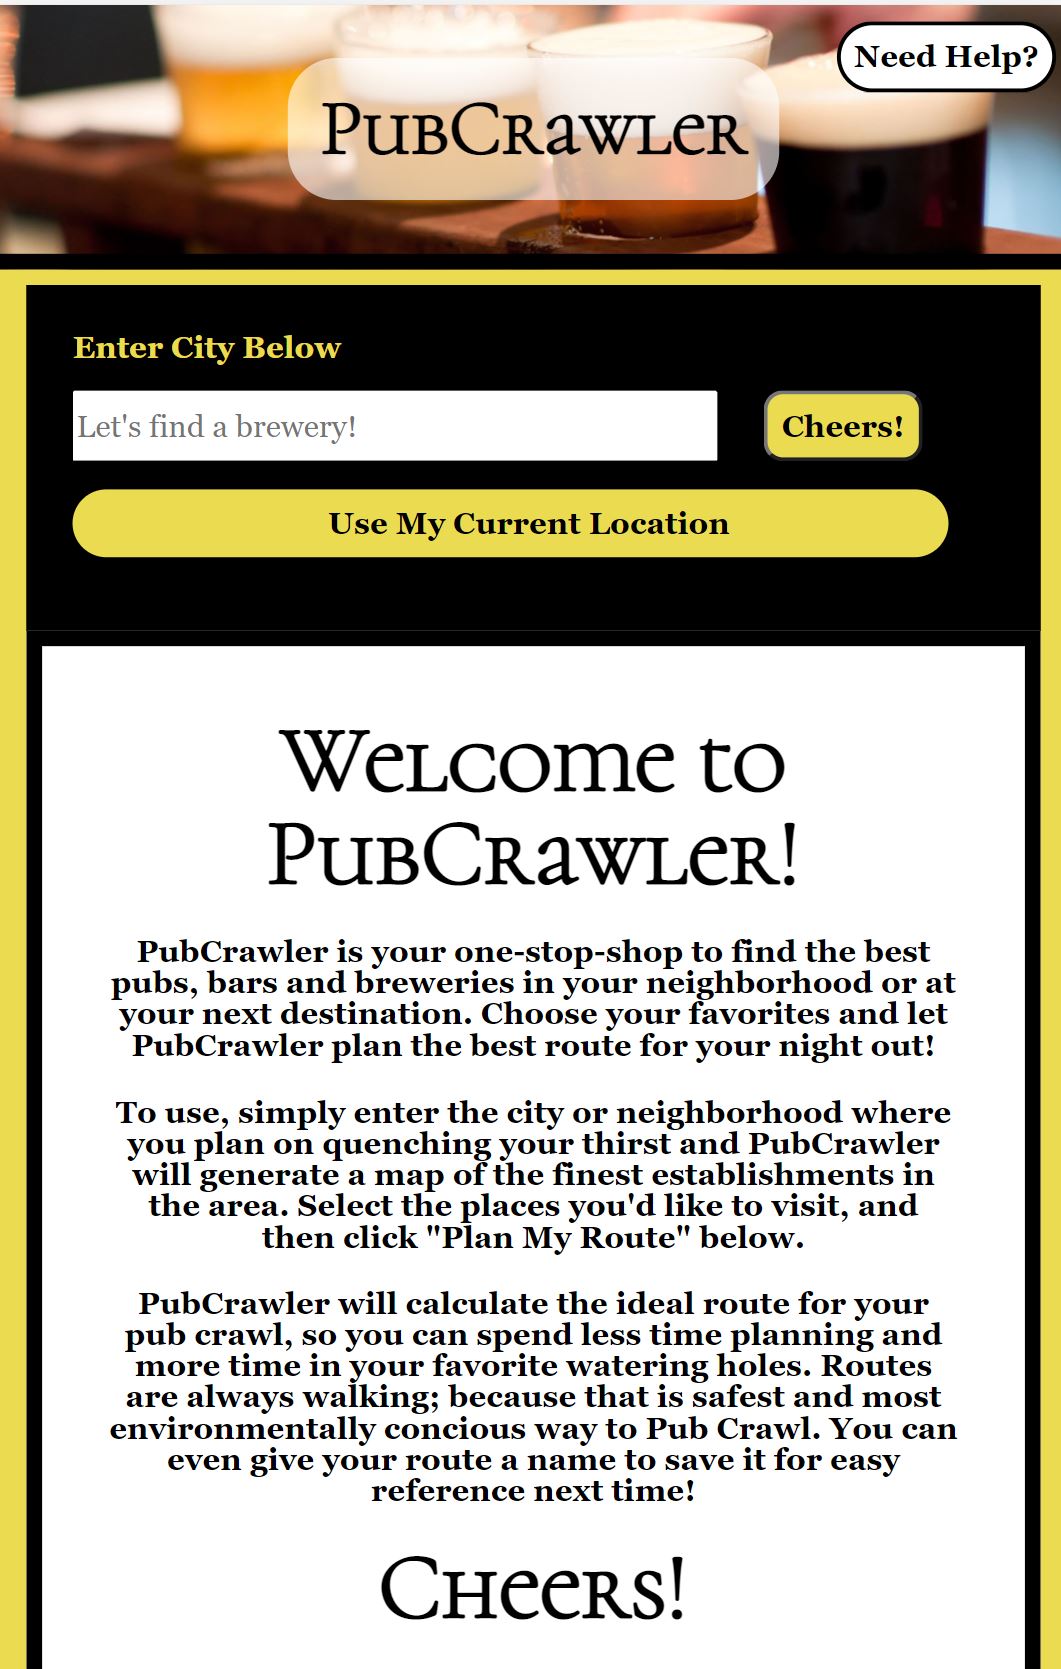 Need Help?
PubCrawler
Enter City Below
Let's find a brewery!
Cheers!
Use My Current Location
Welcome to
PubCrawler!
PubCrawler is your one-stop-shop to find the best
pubs, bars and breweries in your neighborhood or at
your next destination. Choose your favorites and let
PubCrawler plan the best route for your night out!
To use, simply enter the city or neighborhood where
you plan on quenching your thirst and PubCrawler
will generate a map of the finest establishments in
the area. Select the places you'd like to visit, and
then click "Plan My Route" below.
PubCrawler will calculate the ideal route for your
pub crawl, so you can spend less time planning and
more time in your favorite watering holes. Routes
are always walking; because that is safest and most
environmentally concious way to Pub Crawl. You can
even give your route a name to save it for easy
reference next time!
Cheers!